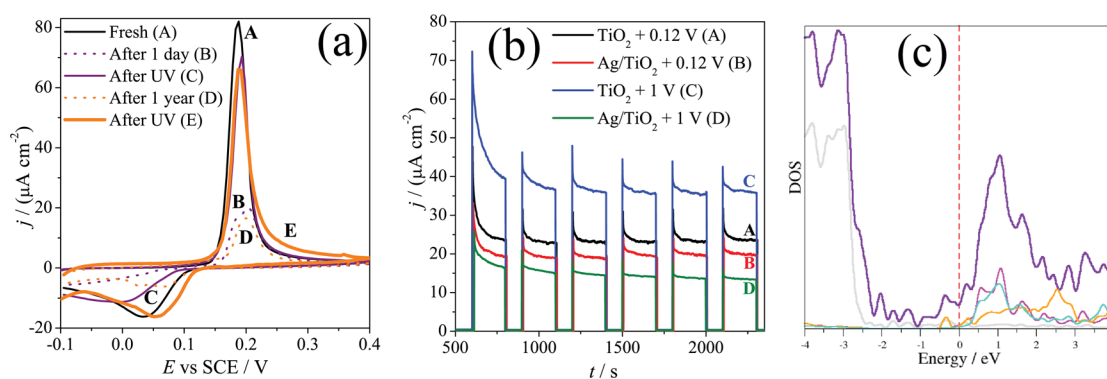 (a)
Fresh (A)
After 1 day (B)
After UV (C)
After 1 year (D)
After UV (E)
A
B
D
E
C
80
60
40
20
0
-20
j / (µA cm-2)
-0.1 0.0 0.1 0.2 0.3 0.4
E vs SCE / V
(b)
TiO2 + 0.12 V (A)
Ag/TiO2 + 0.12 V (B)
TiO2 + 1 V (C)
Ag/TiO2 + 1 V (D)
C
A
B
D
80
70
60
50
40
30
20
10
0
j / (µA cm-2)
500 1000 1500 2000
t / s
(c)
DOS
-4 -3 -2 -1 0 1 2 3
Energy / eV